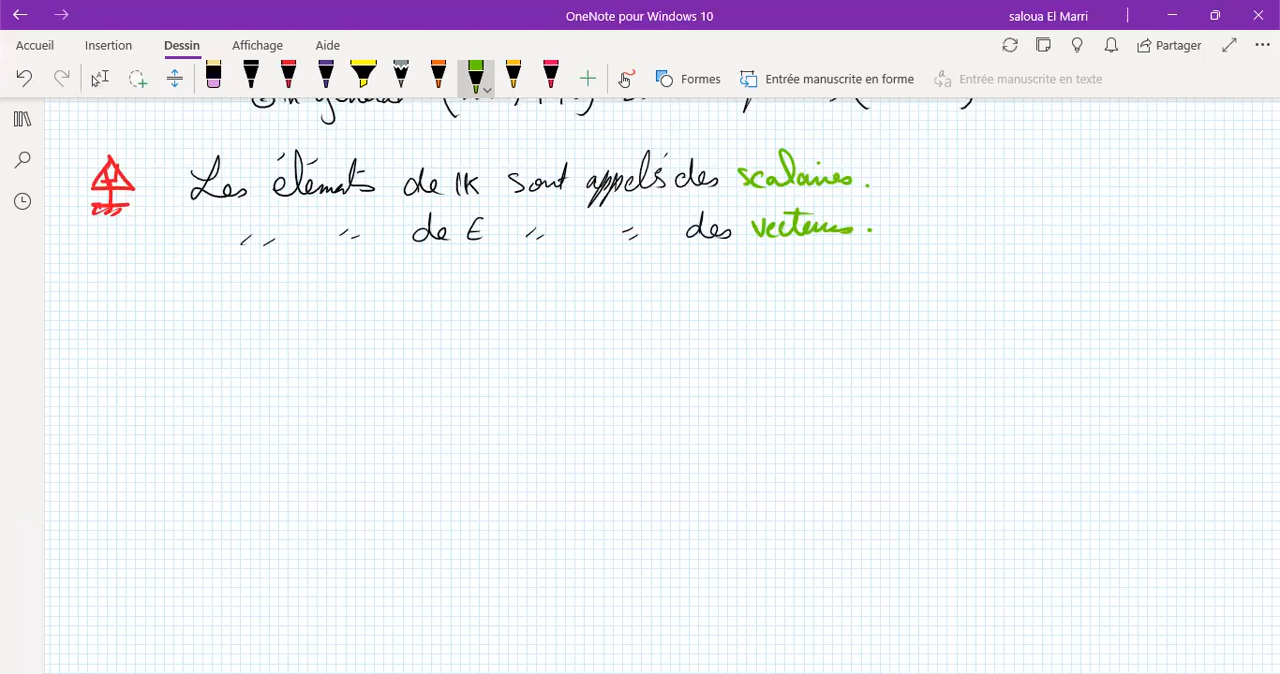 OneNote pour Windows 10
saloua El Marri
Accueil Insertion Dessin Affichage Aide
Partager
Formes Entrée manuscrite en forme Entrée manuscrite en texte
Les élémats de IK sont appelés des scalaires.
" " de E " " des vecteurs.